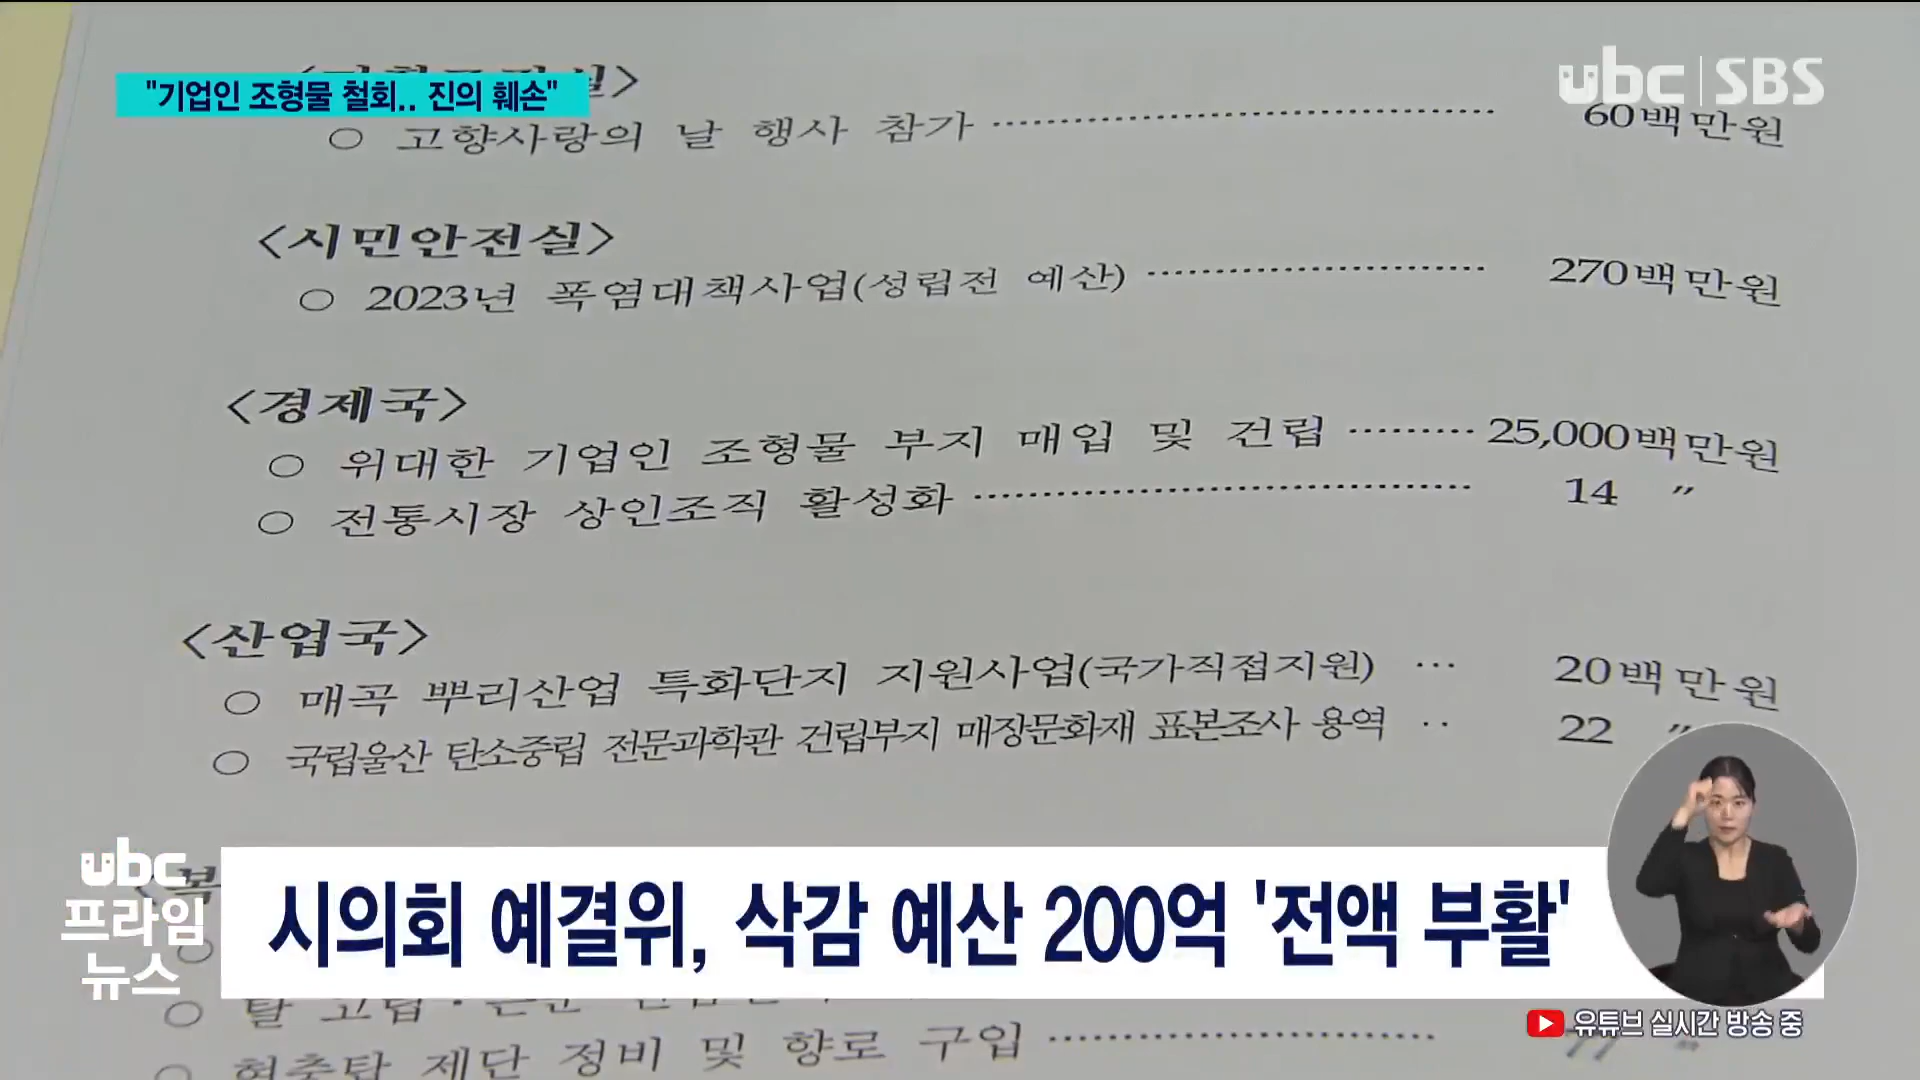 ubc SBS
"기업인 조형물 철회.. 진의 훼손"
○ 고향사랑의 날 행사 참가 60백만원
<시민안전실>
○ 2023년 폭염대책사업(성립전 예산) 270백만원
<경제국>
○ 위대한 기업인 조형물 부지 매입 및 건립 25,000백만원
○ 전통시장 상인조직 활성화 14 〃
<산업국>
○ 매곡 뿌리산업 특화단지 지원사업(국가직접지원) 20백만원
○ 국립울산 탄소중립 전문과학관 건립부지 매장문화재 표본조사 용역 22 〃
ubc
프라임
뉴스
시의회 예결위, 삭감 예산 200억 '전액 부활'
유튜브 실시간 방송 중
○ 현충탑 제단 정비 및 향로 구입